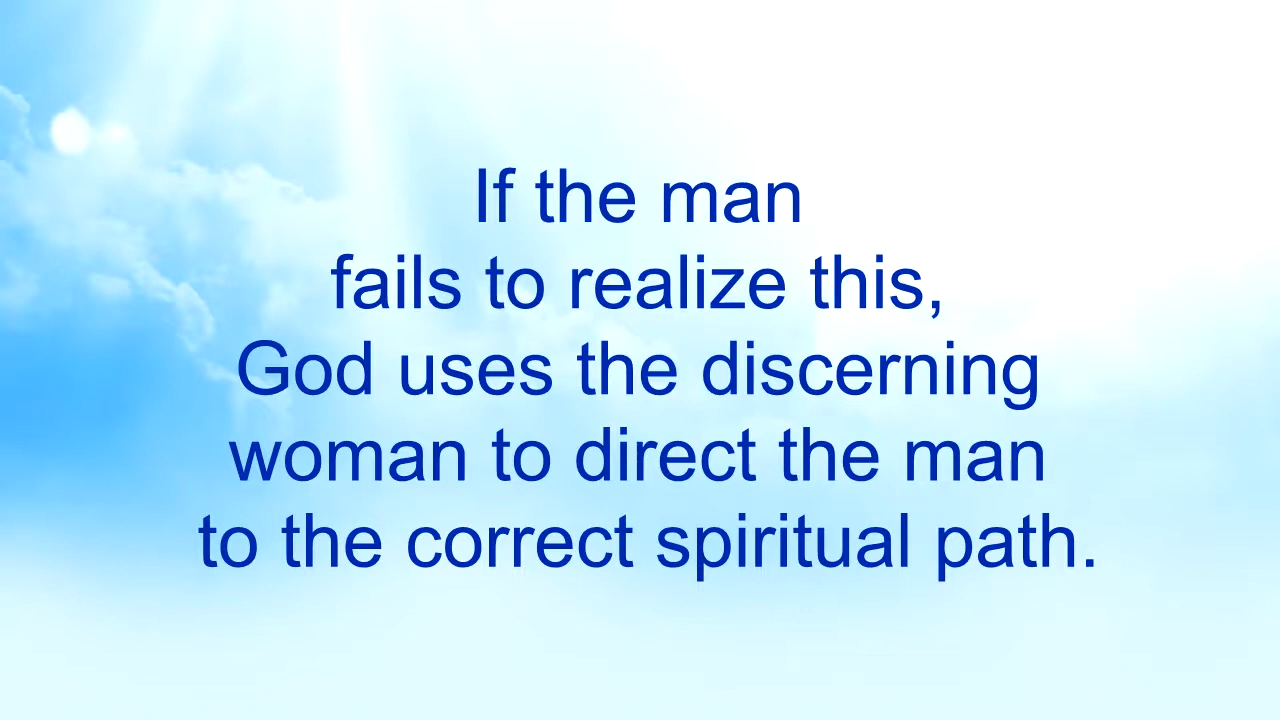 If the man
fails to realize this,
God uses the discerning
woman to direct the man
to the correct spiritual path.